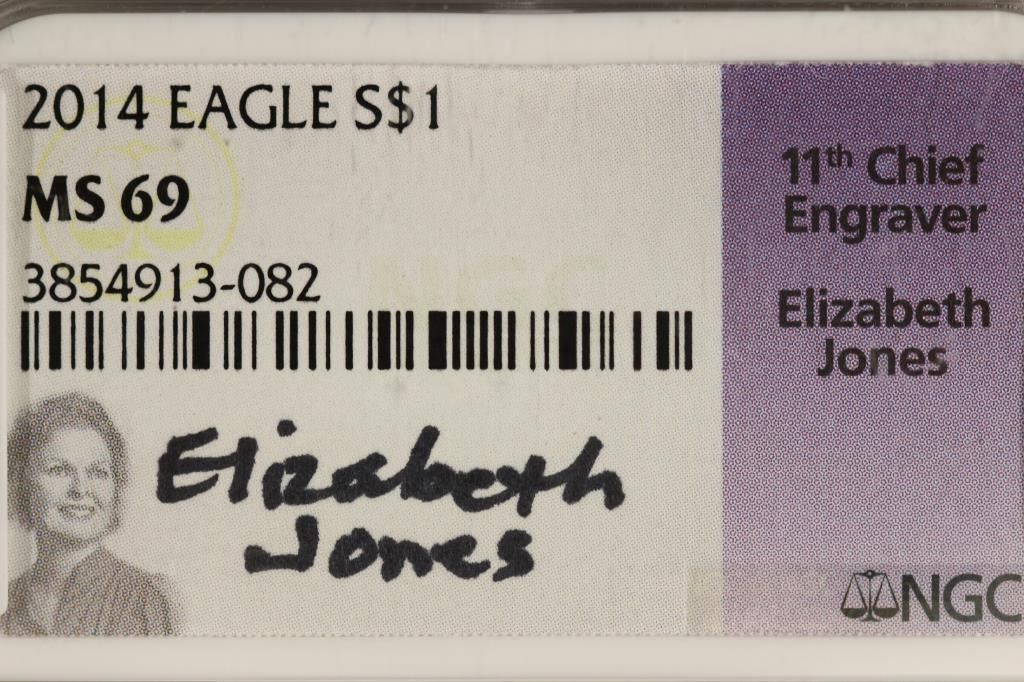 2014 EAGLE S$1
MS 69
3854913-082
Elizabeth
Jones
11th Chief
Engraver
Elizabeth
Jones
NGC